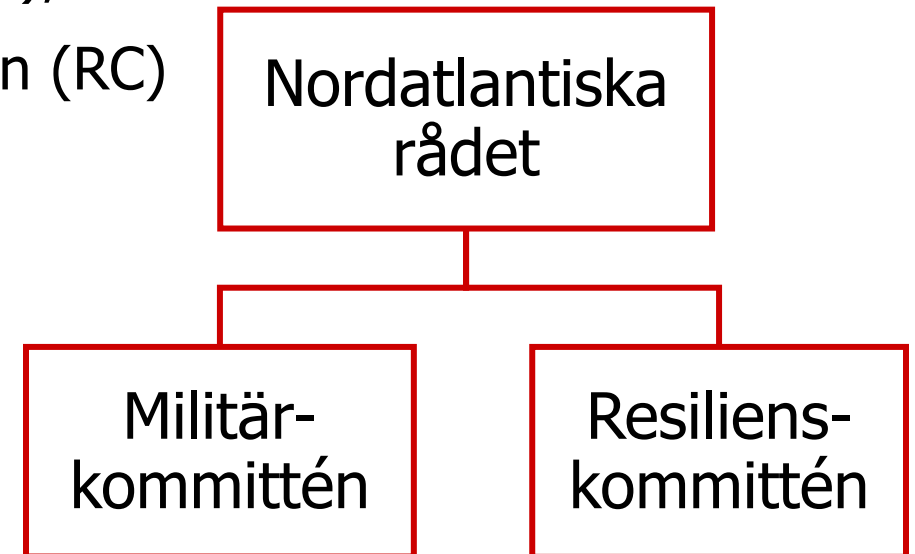 n (RC)
Nordatlantiska
rådet
Militär-
kommittén
Resiliens-
kommittén